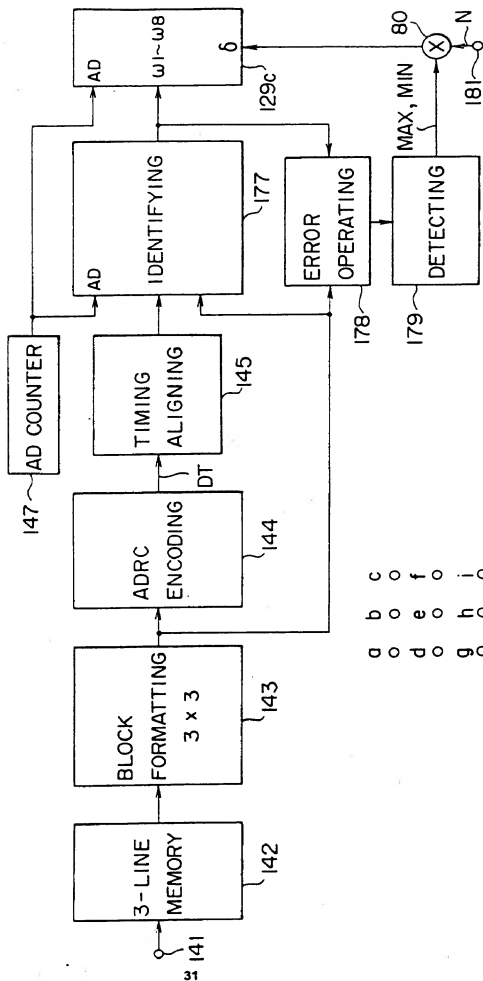 147
AD COUNTER
141
3-LINE
MEMORY
142
BLOCK
FORMATTING
3 x 3
143
ADRC
ENCODING
144
DT
TIMING
ALIGNING
145
AD
IDENTIFYING
177
AD
ω1~ω8
δ
129c
ERROR
OPERATING
178
DETECTING
179
MAX, MIN
X
80
N
181
a b c
d e f
g h i
31